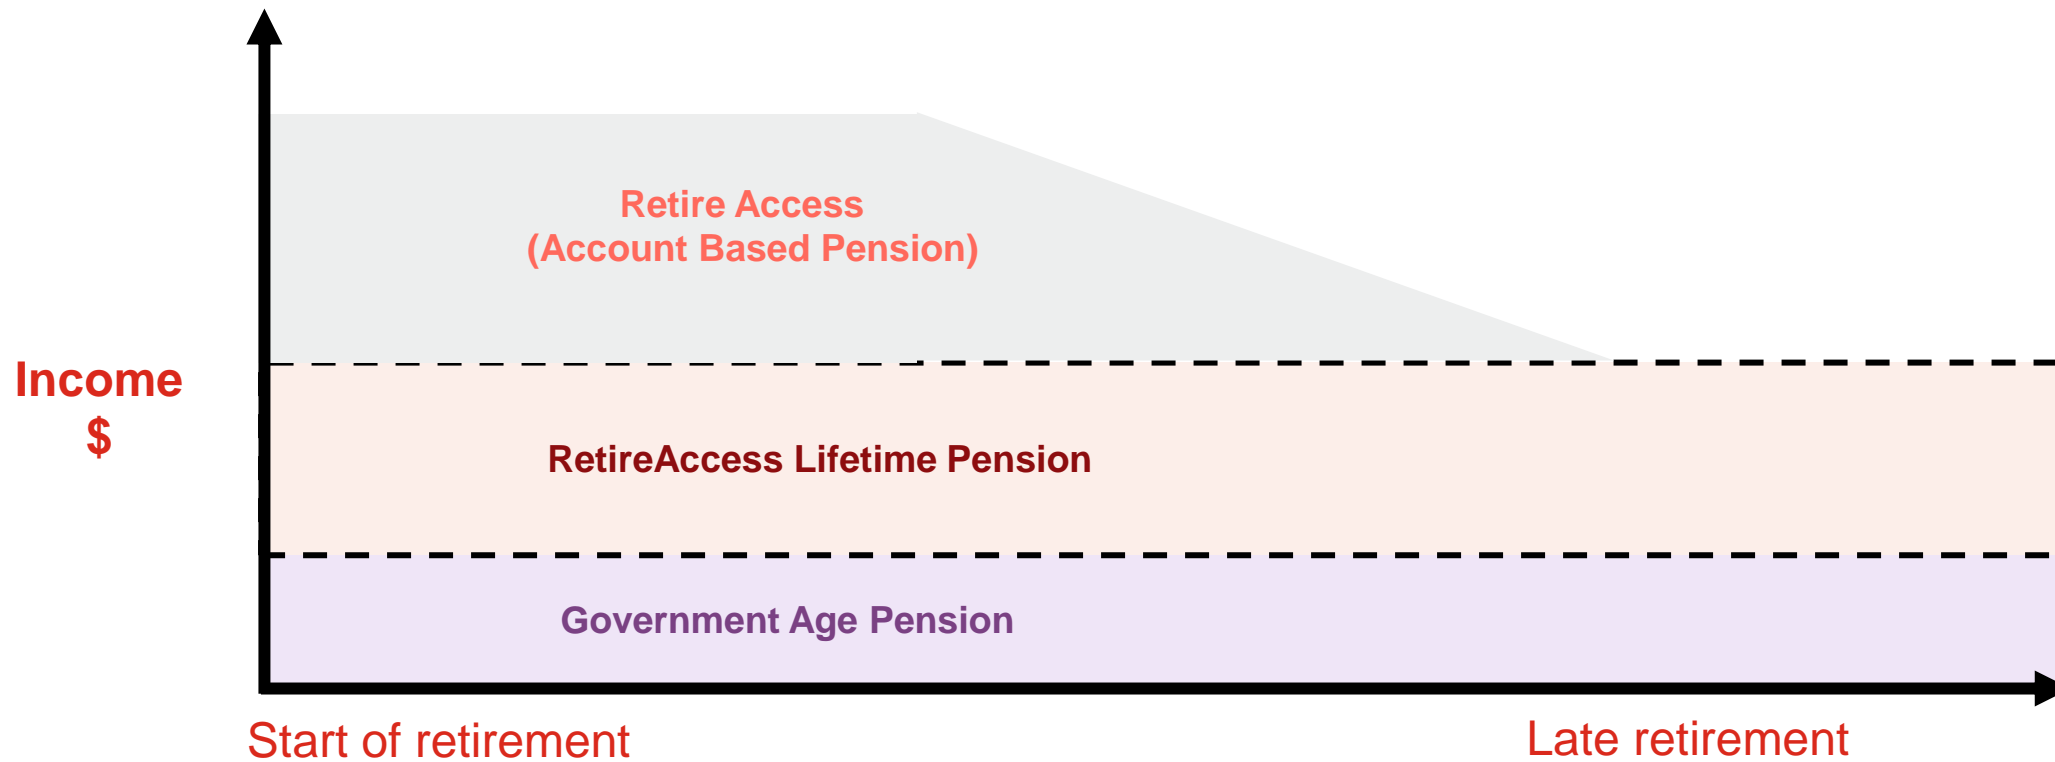 Retire Access
(Account Based Pension)
Income
$
RetireAccess Lifetime Pension
Government Age Pension
Start of retirement
Late retirement